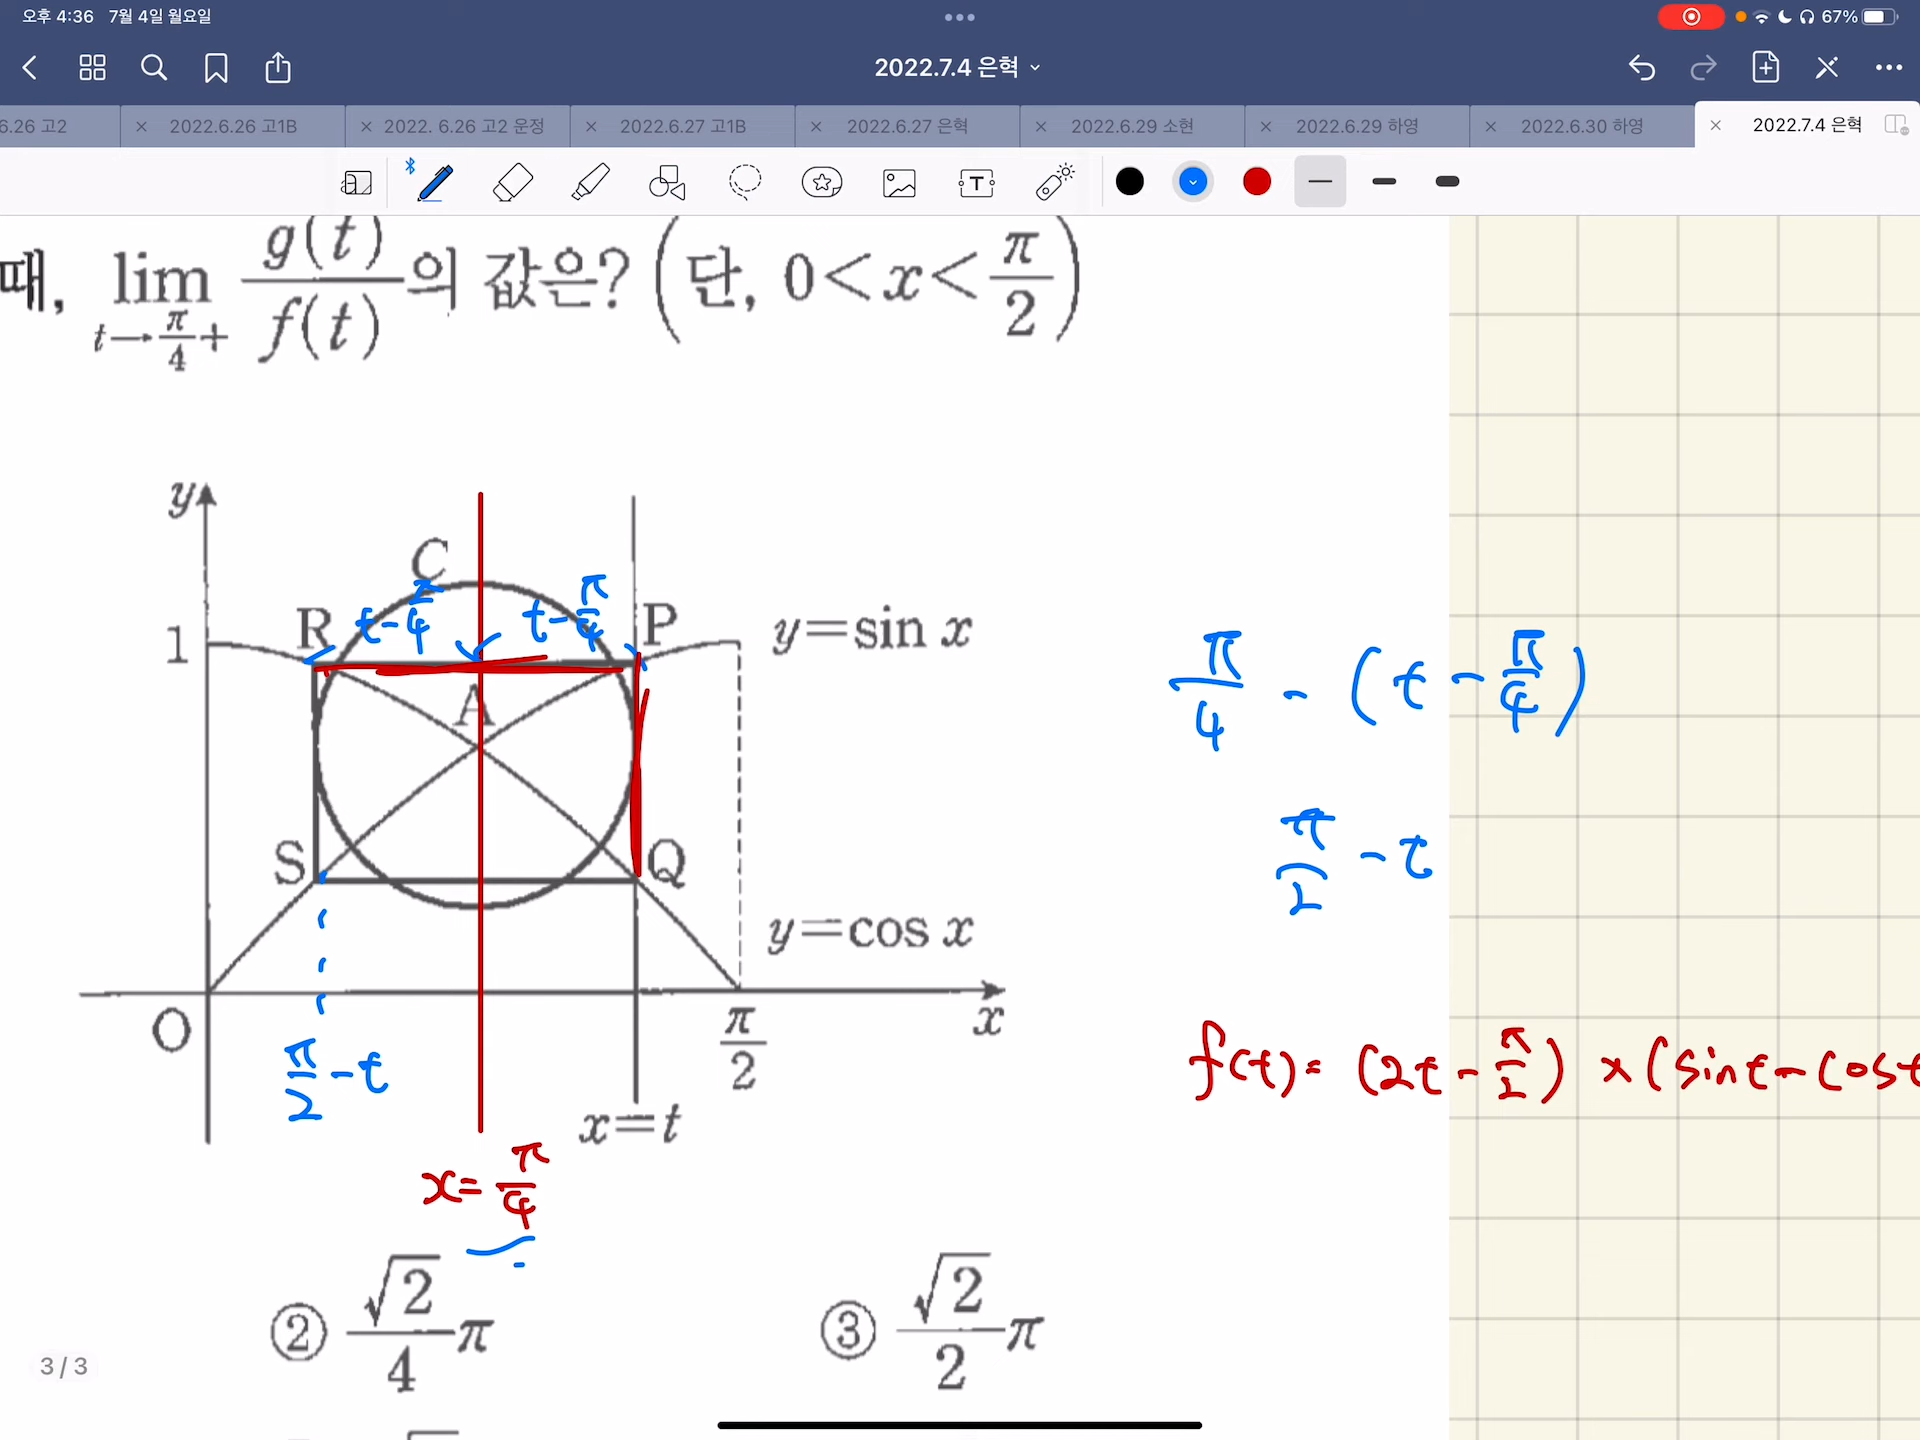 오후 4:36 7월 4일 월요일
67%
2022.7.4 은혁
6.26 고2
2022.6.26 고1B
2022. 6.26 고2 운정
2022.6.27 고1B
2022.6.27 은혁
2022.6.29 소현
2022.6.29 하영
2022.6.30 하영
2022.7.4 은혁
때, lim t→π/4+ g(t)/f(t) 의 값은? (단, 0<x<π/2)
y
C
t-π/4 t-π/4
1 R P y=sin x
A
π/4 - (t - π/4)
π/2 - t
S Q
y=cos x
O π/2 x
π/2 - t
x=t
f(t)= (2t - π/2) × (sint - cost
x= π/4
② √2/4 π ③ √2/2 π
3 / 3